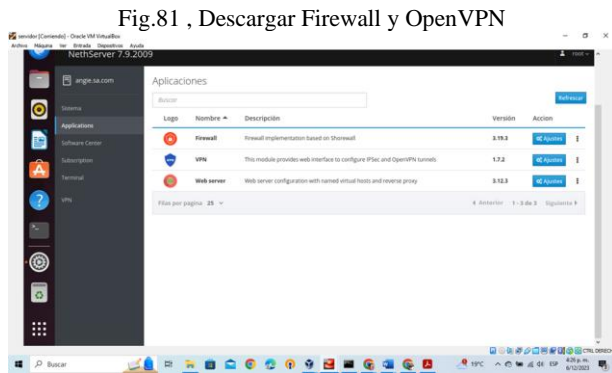 Fig.81 , Descargar Firewall y OpenVPN
servidor (Corriendo) - Oracle VM VirtualBox
Archivo Máquina Ver Entrada Dispositivos Ayuda
NethServer 7.9.2009
root
angie.sa.com
Aplicaciones
Buscar
Refrescar
Sistema
Applications
Software Center
Subscription
Terminal
VPN
Logo Nombre Descripción Versión Accion
Firewall Firewall implementation based on Shorewall 3.19.3 Ajustes
VPN This module provides web interface to configure IPSec and OpenVPN tunnels 1.7.2 Ajustes
Web server Web server configuration with named virtual hosts and reverse proxy 3.12.3 Ajustes
Filas por pagina 25 Anterior 1 - 3 de 3 Siguiente
CTRL DERECHA
Buscar
19°C
ESP
4:25 p. m.
6/12/2023